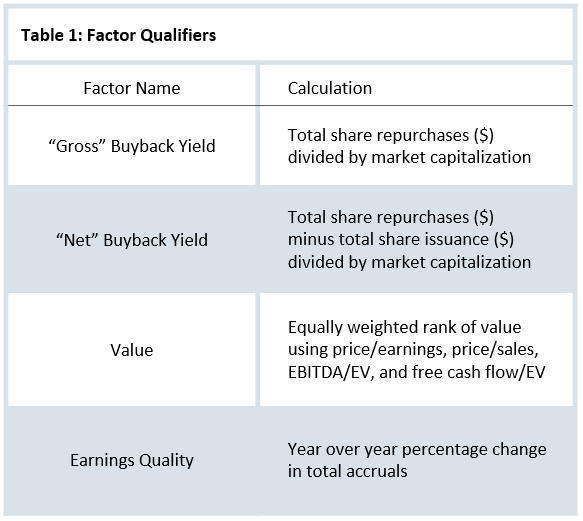 Table 1: Factor Qualifiers
Factor Name
Calculation
“Gross” Buyback Yield
Total share repurchases ($)
divided by market capitalization
“Net” Buyback Yield
Total share repurchases ($)
minus total share issuance ($)
divided by market capitalization
Value
Equally weighted rank of value
using price/earnings, price/sales,
EBITDA/EV, and free cash flow/EV
Earnings Quality
Year over year percentage change
in total accruals